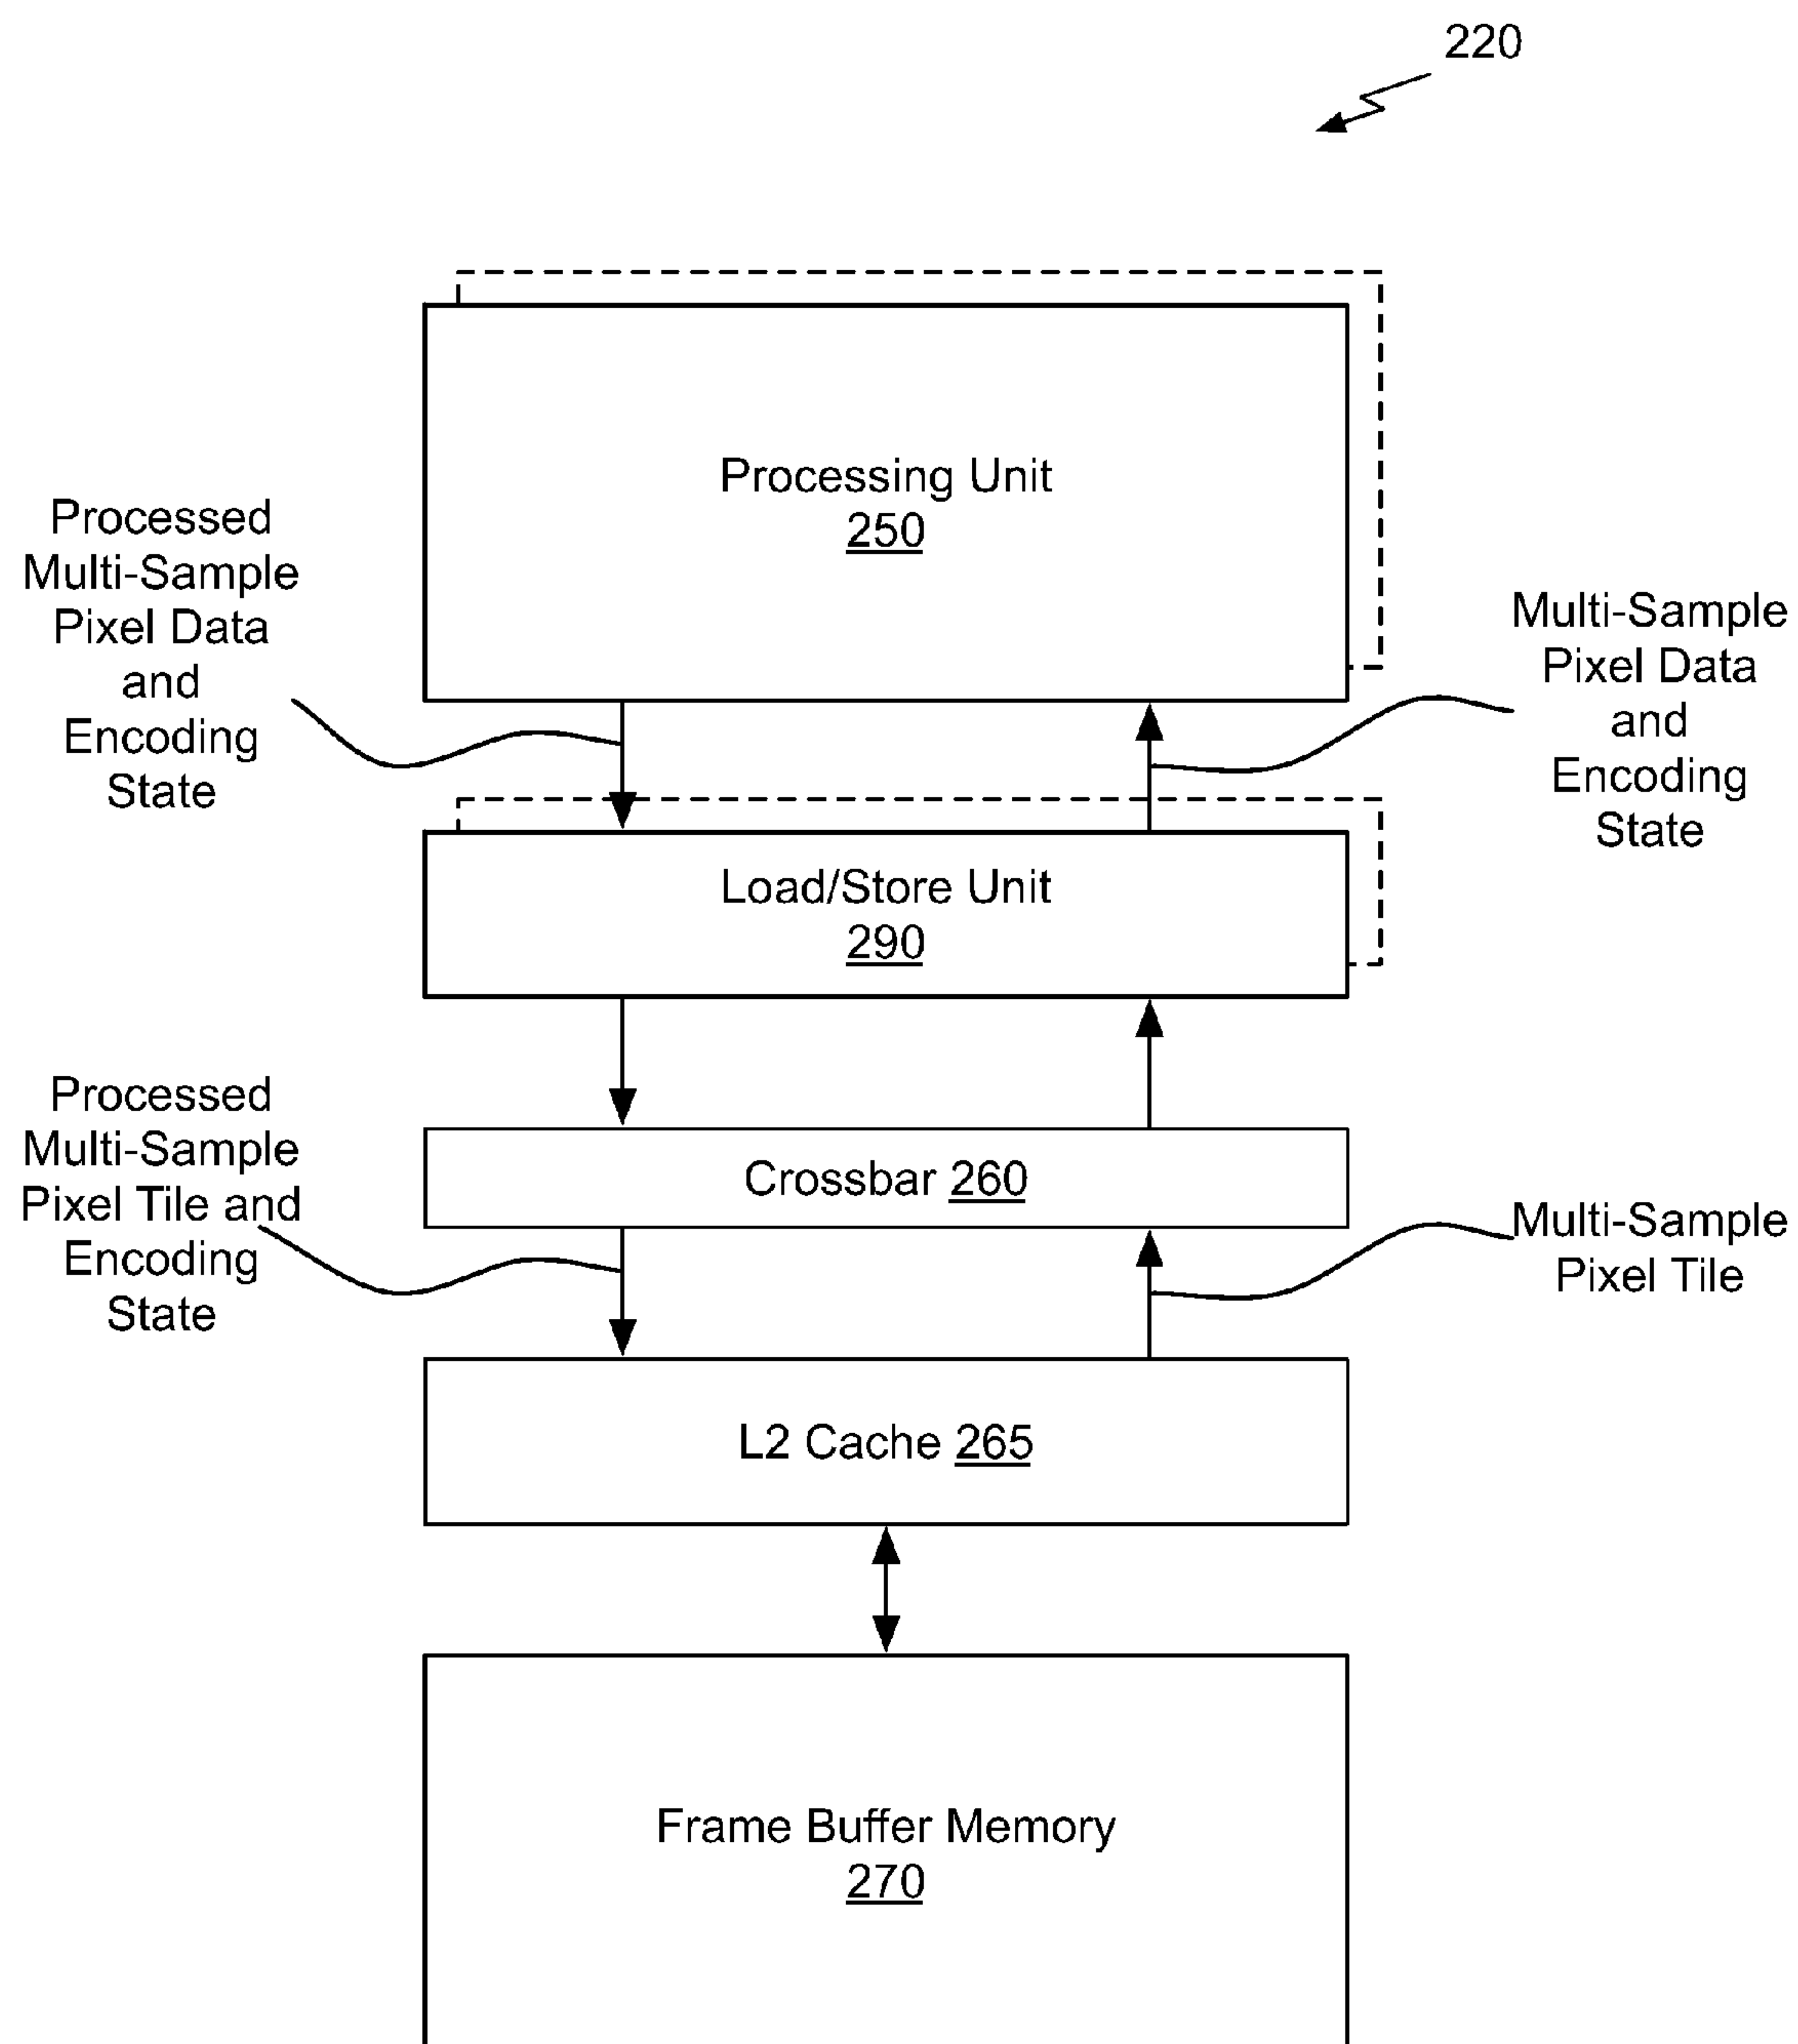 220
Processing Unit
250
Processed
Multi-Sample
Pixel Data
and
Encoding
State
Multi-Sample
Pixel Data
and
Encoding
State
Load/Store Unit
290
Processed
Multi-Sample
Pixel Tile and
Encoding
State
Crossbar 260
Multi-Sample
Pixel Tile
L2 Cache 265
Frame Buffer Memory
270